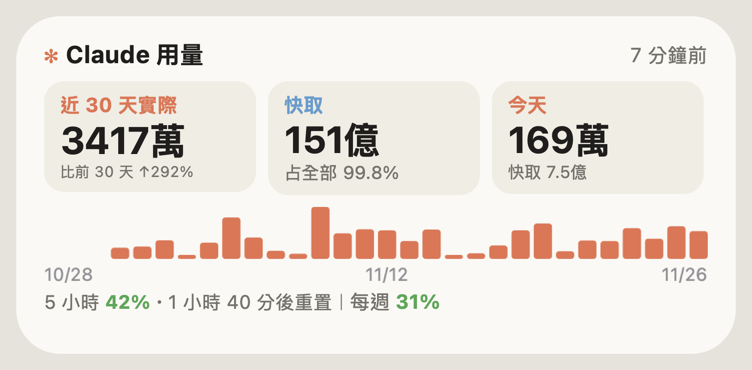 ✻ Claude 用量
7 分鐘前
近 30 天實際
3417萬
比前 30 天 ↑292%
快取
151億
占全部 99.8%
今天
169萬
快取 7.5億
10/28 11/12 11/26
5 小時 42% · 1 小時 40 分後重置 | 每週 31%